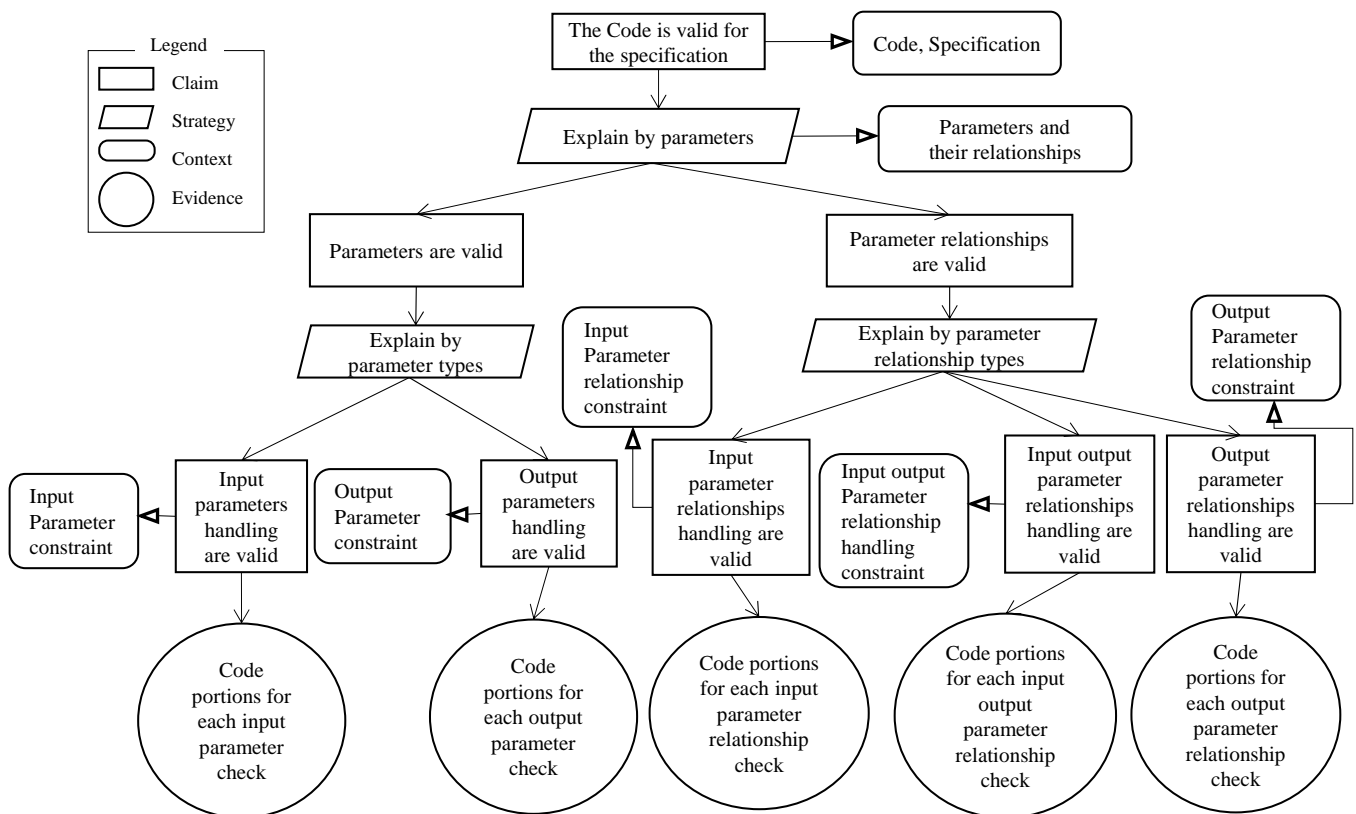 Legend
Claim
Strategy
Context
Evidence
The Code is valid for
the specification
Code, Specification
Explain by parameters
Parameters and
their relationships
Parameters are valid
Parameter relationships
are valid
Explain by
parameter types
Input
Parameter
relationship
constraint
Explain by parameter
relationship types
Output
Parameter
relationship
constraint
Input
Parameter
constraint
Input
parameters
handling
are valid
Output
Parameter
constraint
Output
parameters
handling
are valid
Input
parameter
relationships
handling are
valid
Input output
Parameter
relationship
handling
constraint
Input output
parameter
relationships
handling are
valid
Output
parameter
relationships
handling are
valid
Code
portions for
each input
parameter
check
Code
portions for
each output
parameter
check
Code portions
for each input
parameter
relationship
check
Code portions
for each input
output
parameter
relationship
check
Code
portions for
each output
parameter
relationship
check